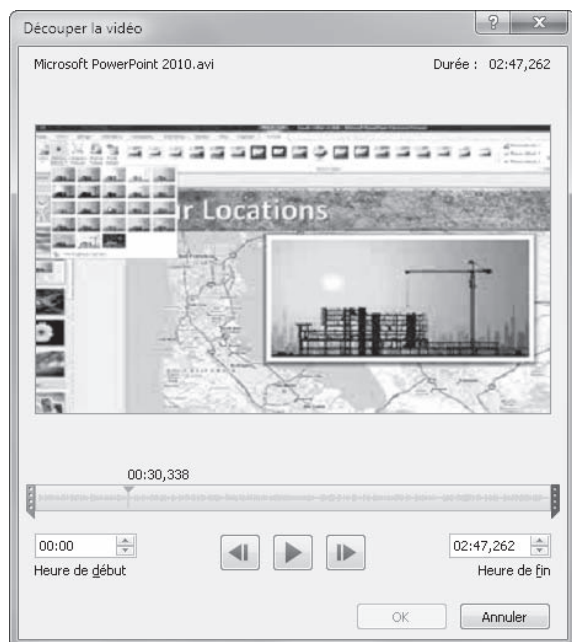 Découper la vidéo
Microsoft PowerPoint 2010.avi Durée : 02:47,262
r Locations
00:30,338
00:00 02:47,262
Heure de début Heure de fin
OK Annuler